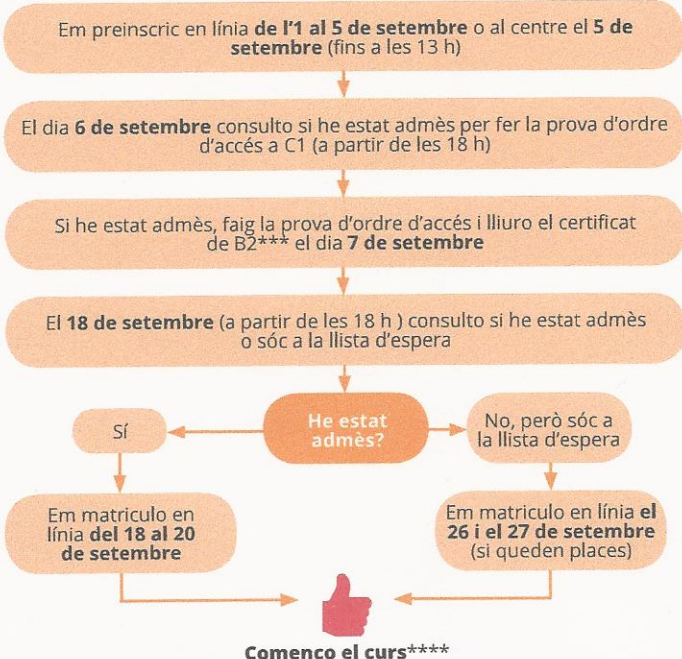 Em preinscric en línia de l'1 al 5 de setembre o al centre el 5 de
setembre (fins a les 13 h)
El dia 6 de setembre consulto si he estat admès per fer la prova d'ordre
d'accés a C1 (a partir de les 18 h)
Si he estat admès, faig la prova d'ordre d'accés i lliuro el certificat
de B2*** el dia 7 de setembre
El 18 de setembre (a partir de les 18 h ) consulto si he estat admès
o sóc a la llista d'espera
He estat
admès?
Sí
No, però sóc a
la llista d'espera
Em matriculo en
línia del 18 al 20
de setembre
Em matriculo en línia el
26 i el 27 de setembre
(si queden places)
Comenco el curs****